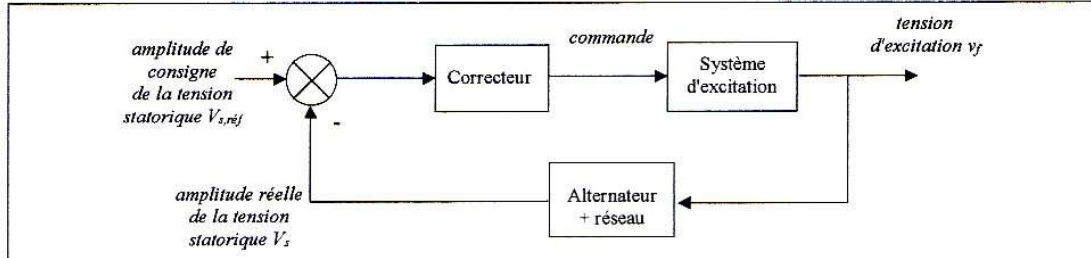 amplitude de
consigne
de la tension
statorique Vs,réf
+
-
Correcteur
commande
Système
d'excitation
tension
d'excitation vf
amplitude réelle
de la tension
statorique Vs
Alternateur
+ réseau